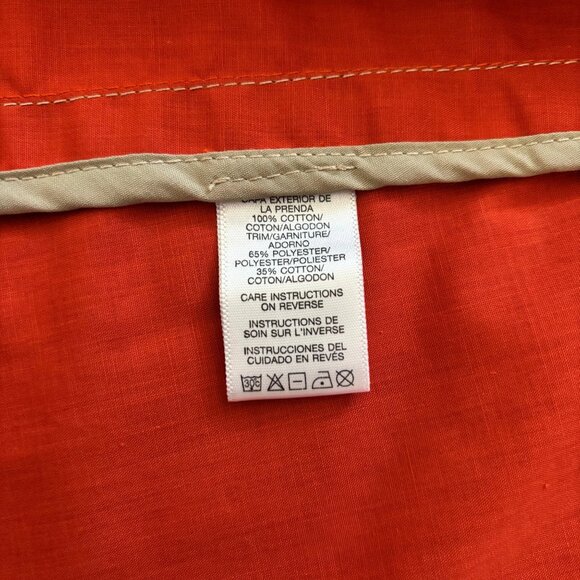 CAPA EXTERIOR DE
LA PRENDA
100% COTTON/
COTON/ALGODON
TRIM/GARNITURE/
ADORNO
65% POLYESTER/
POLYESTER/POLIESTER
35% COTTON/
COTON/ALGODON
CARE INSTRUCTIONS
ON REVERSE
INSTRUCTIONS DE
SOIN SUR L'INVERSE
INSTRUCCIONES DEL
CUIDADO EN REVÉS
30c